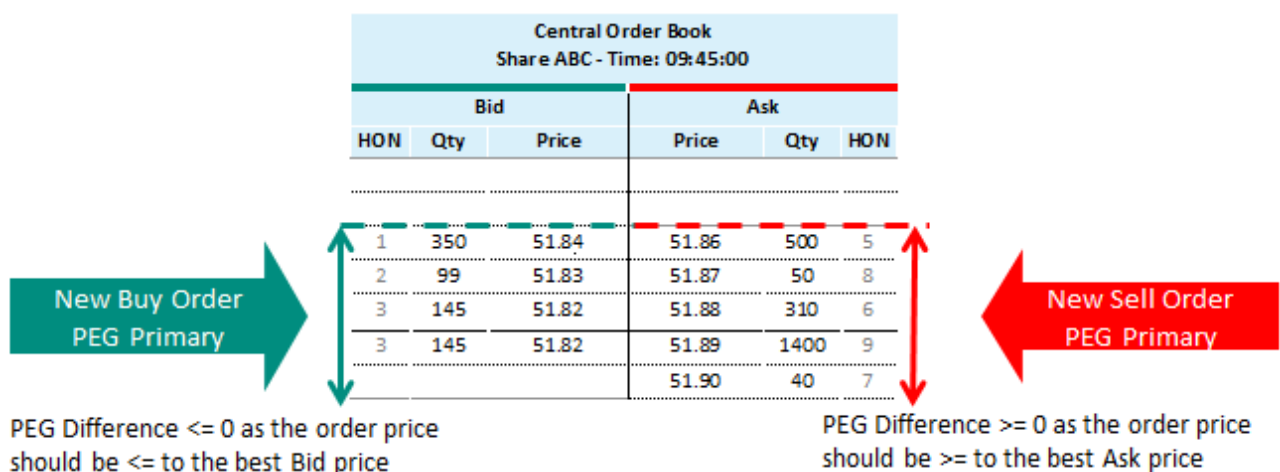 Central Order Book
Share ABC - Time: 09:45:00
Bid Ask
HON Qty Price Price Qty HON
1 350 51.84 51.86 500 5
2 99 51.83 51.87 50 8
3 145 51.82 51.88 310 6
3 145 51.82 51.89 1400 9
51.90 40 7
New Buy Order
PEG Primary
New Sell Order
PEG Primary
PEG Difference <= 0 as the order price
should be <= to the best Bid price
PEG Difference >= 0 as the order price
should be >= to the best Ask price